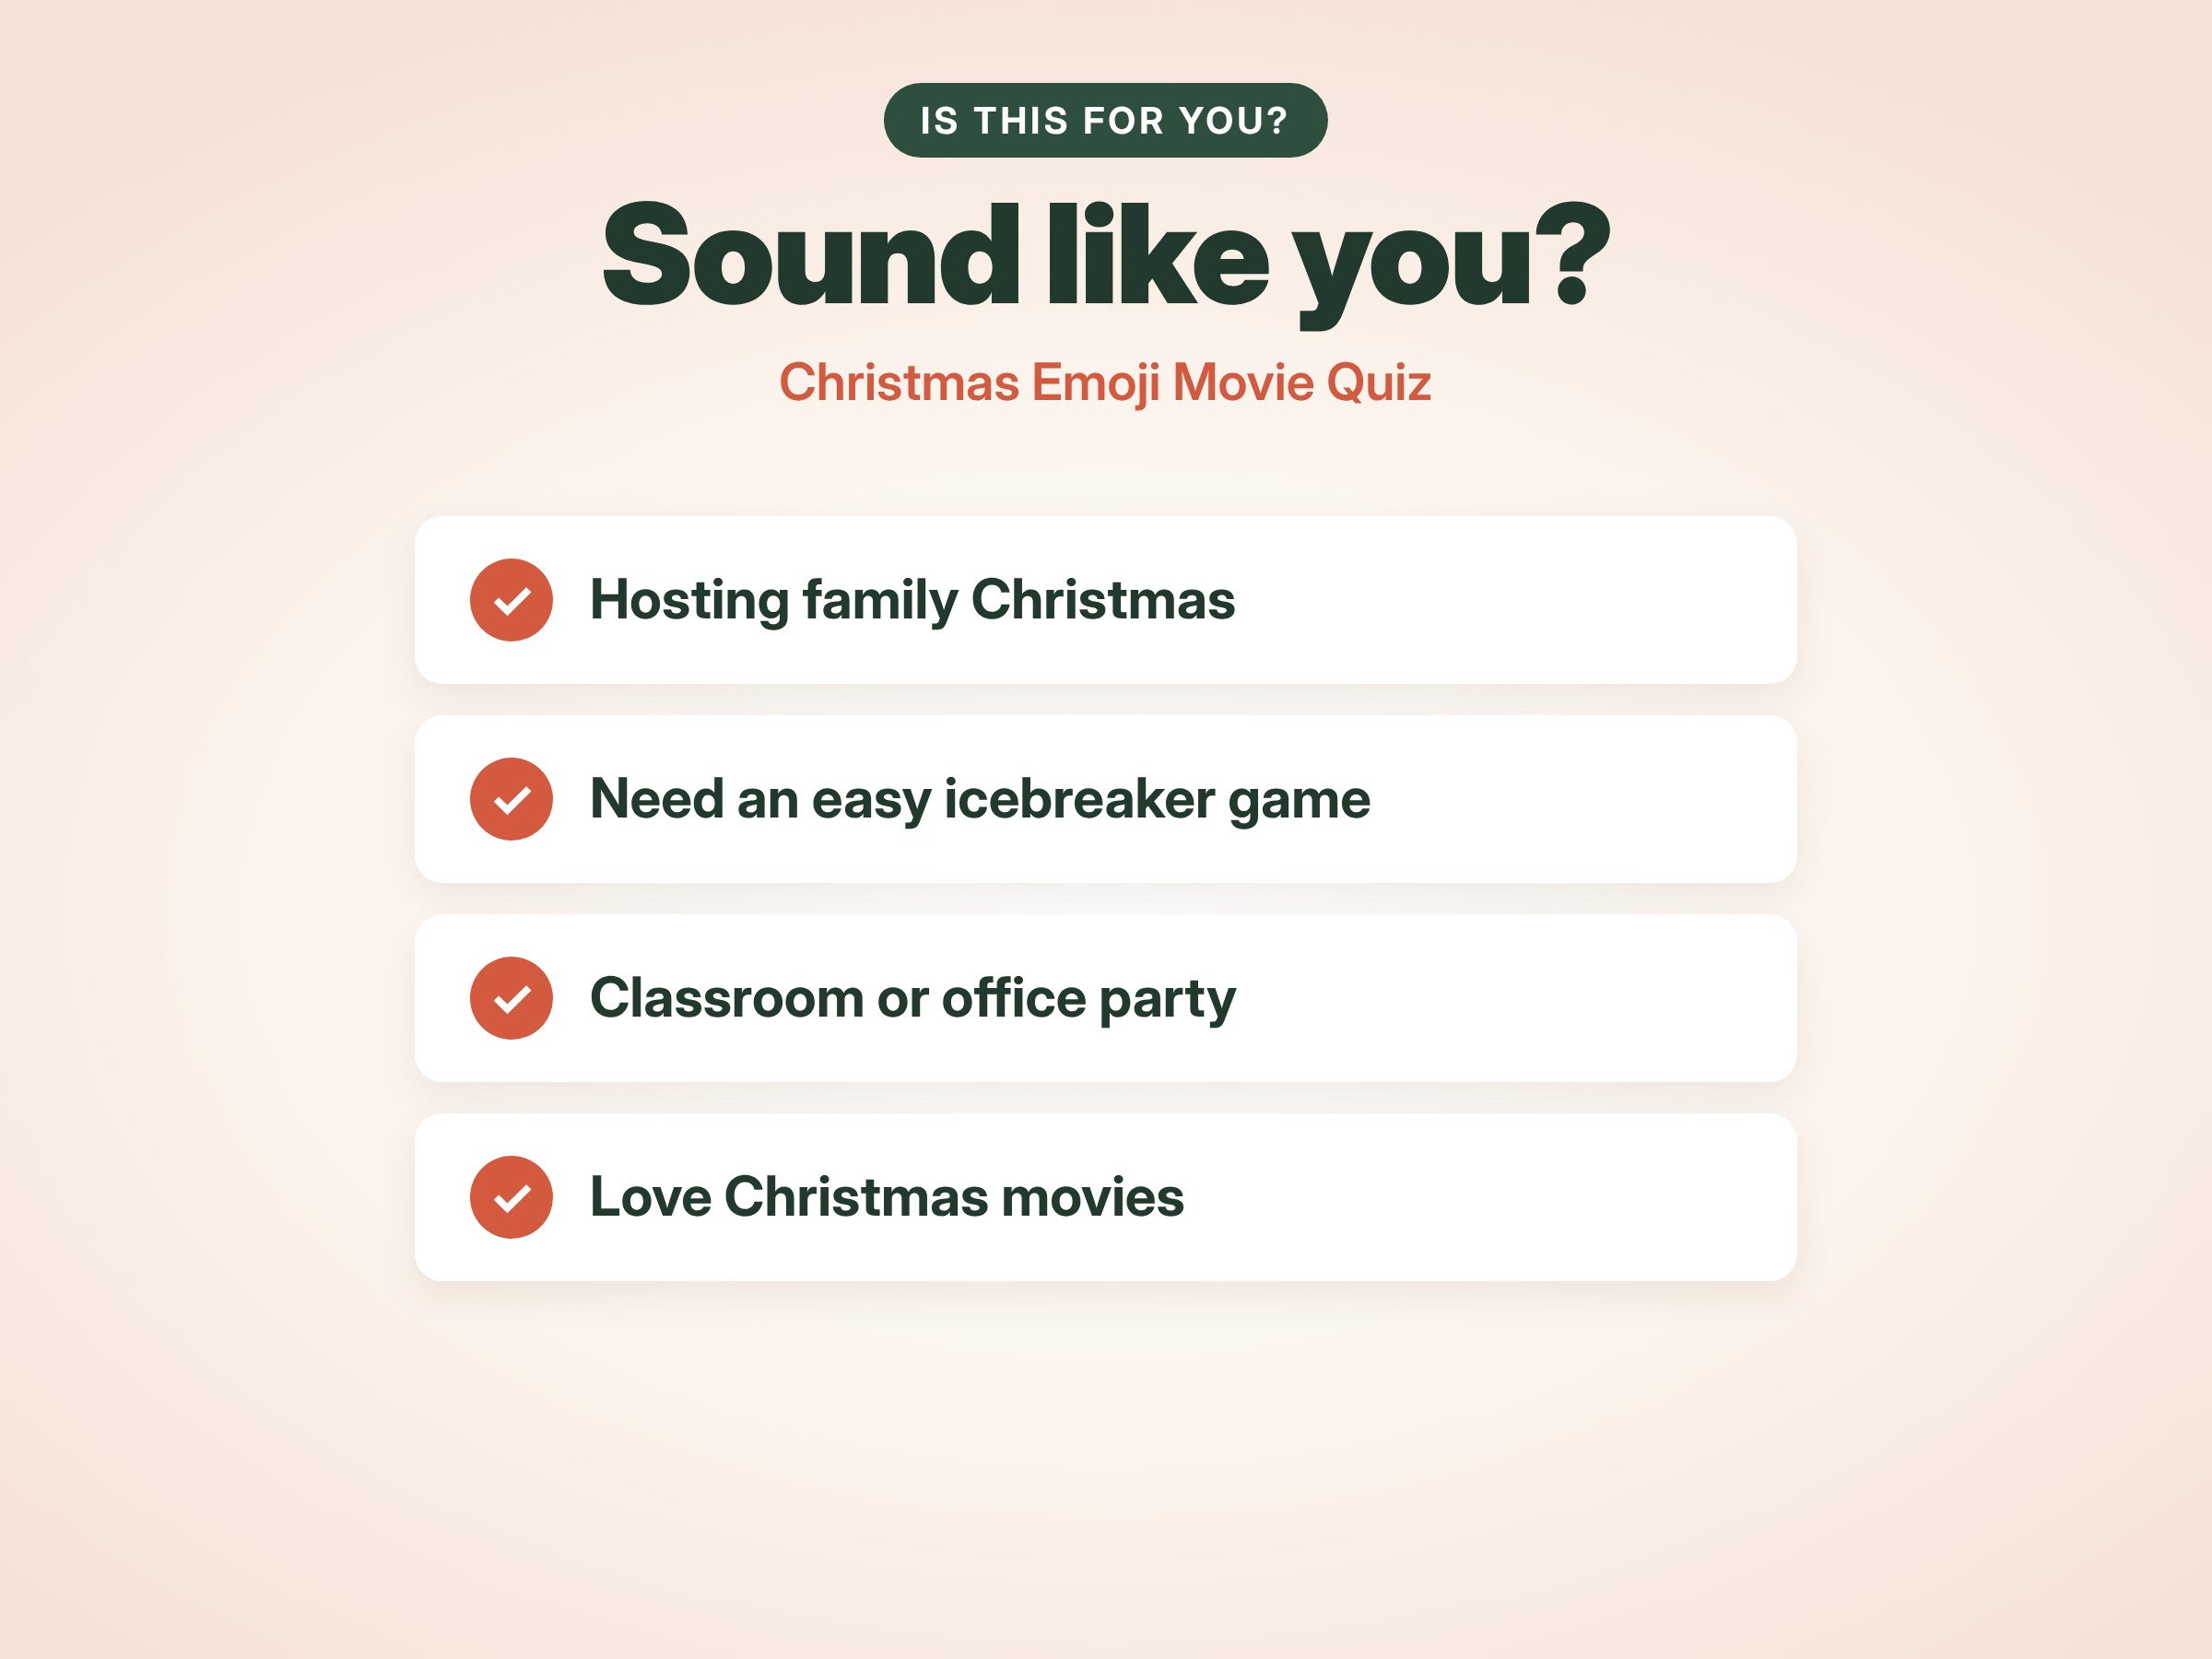 IS THIS FOR YOU?
Sound like you?
Christmas Emoji Movie Quiz
Hosting family Christmas
Need an easy icebreaker game
Classroom or office party
Love Christmas movies